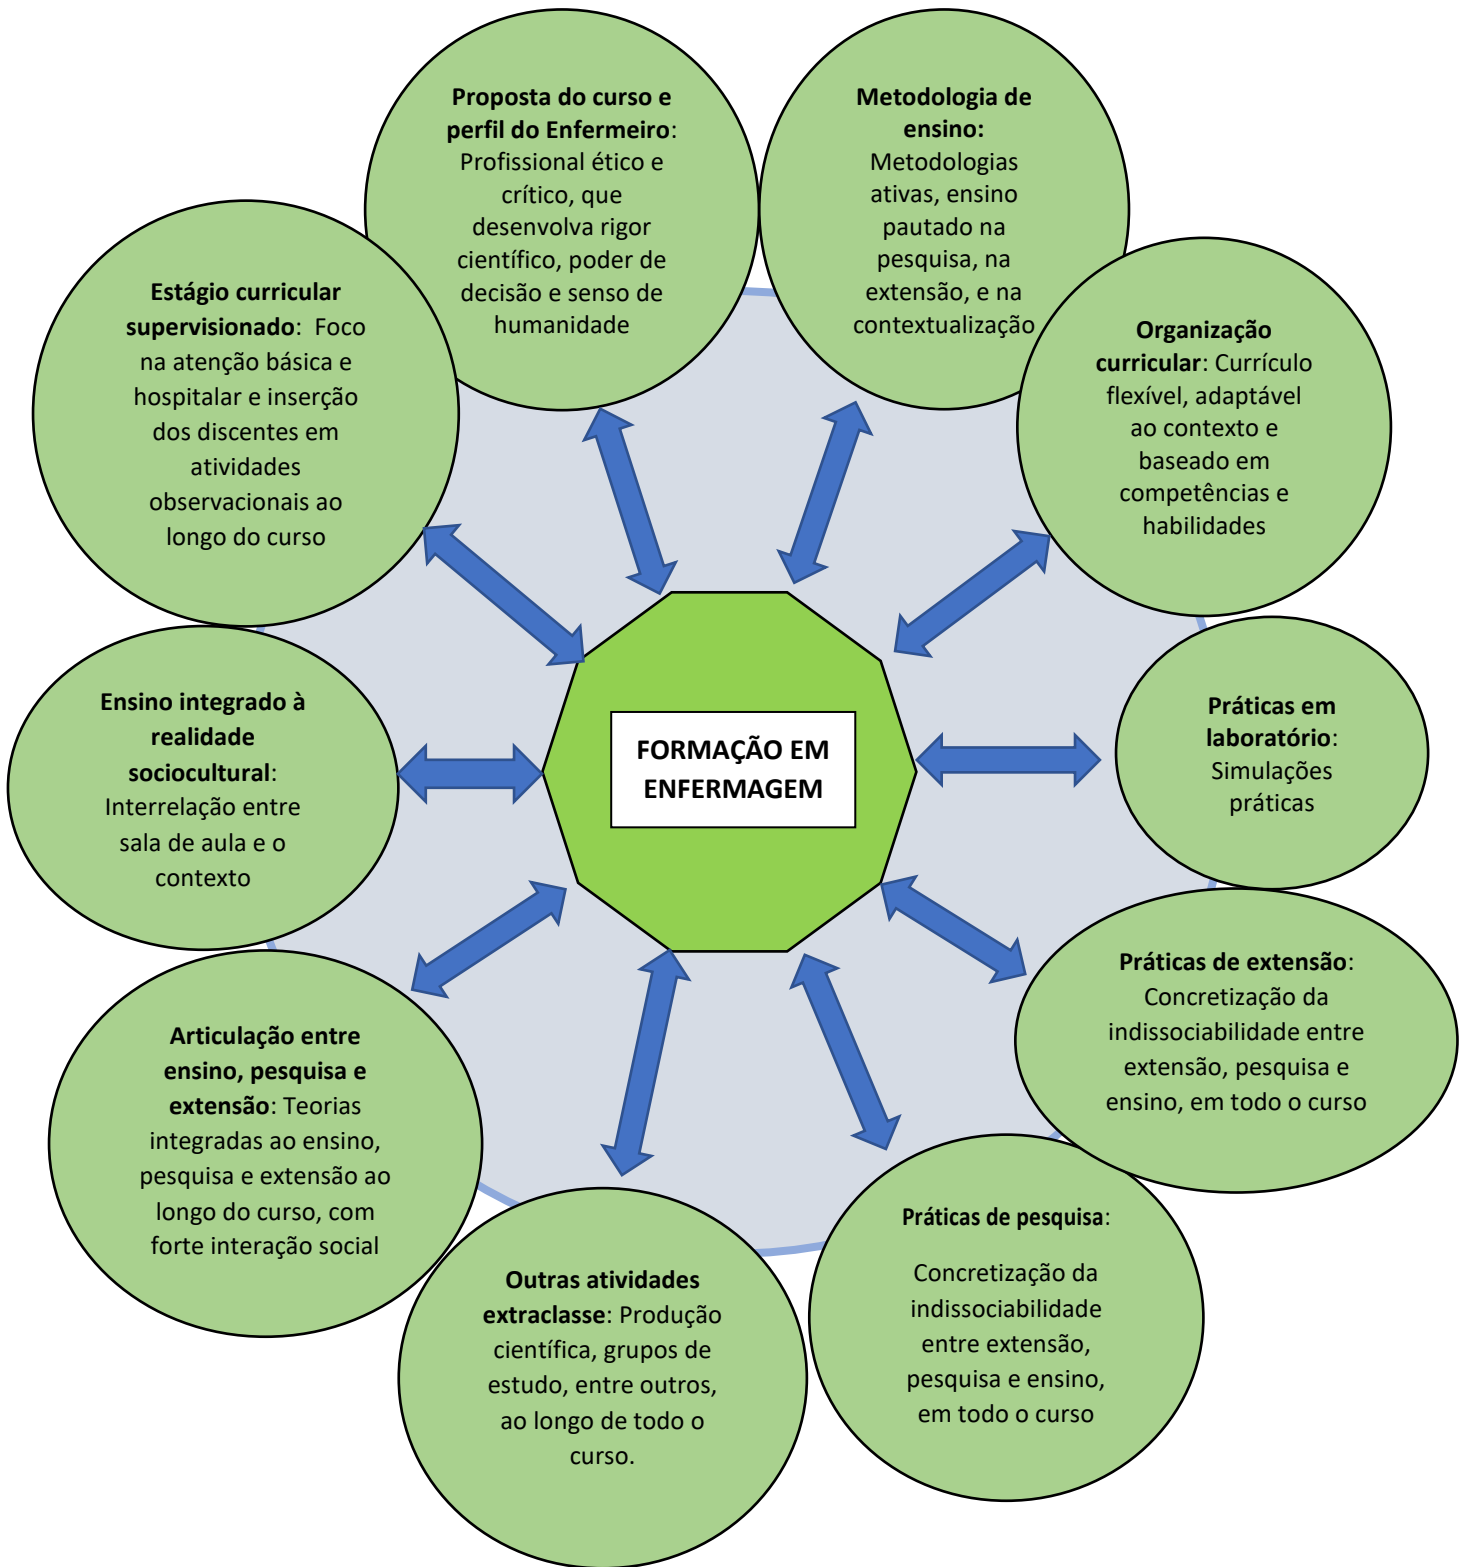 Proposta do curso e
perfil do Enfermeiro:
Profissional ético e
crítico, que
desenvolva rigor
científico, poder de
decisão e senso de
humanidade
Metodologia de
ensino:
Metodologias
ativas, ensino
pautado na
pesquisa, na
extensão, e na
contextualização
Organização
curricular: Currículo
flexível, adaptável
ao contexto e
baseado em
competências e
habilidades
Práticas em
laboratório:
Simulações
práticas
Práticas de extensão:
Concretização da
indissociabilidade entre
extensão, pesquisa e
ensino, em todo o curso
Práticas de pesquisa:
Concretização da
indissociabilidade
entre extensão,
pesquisa e ensino,
em todo o curso
Outras atividades
extraclasse: Produção
científica, grupos de
estudo, entre outros,
ao longo de todo o
curso.
Articulação entre
ensino, pesquisa e
extensão: Teorias
integradas ao ensino,
pesquisa e extensão ao
longo do curso, com
forte interação social
Ensino integrado à
realidade
sociocultural:
Interrelação entre
sala de aula e o
contexto
Estágio curricular
supervisionado: Foco
na atenção básica e
hospitalar e inserção
dos discentes em
atividades
observacionais ao
longo do curso
FORMAÇÃO EM
ENFERMAGEM